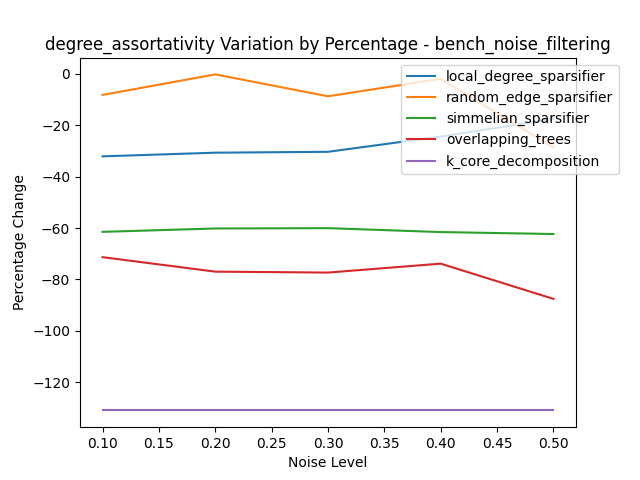 degree_assortativity Variation by Percentage - bench_noise_filtering
local_degree_sparsifier
random_edge_sparsifier
simmelian_sparsifier
overlapping_trees
k_core_decomposition
Percentage Change
0
−20
−40
−60
−80
−100
−120
0.10 0.15 0.20 0.25 0.30 0.35 0.40 0.45 0.50
Noise Level